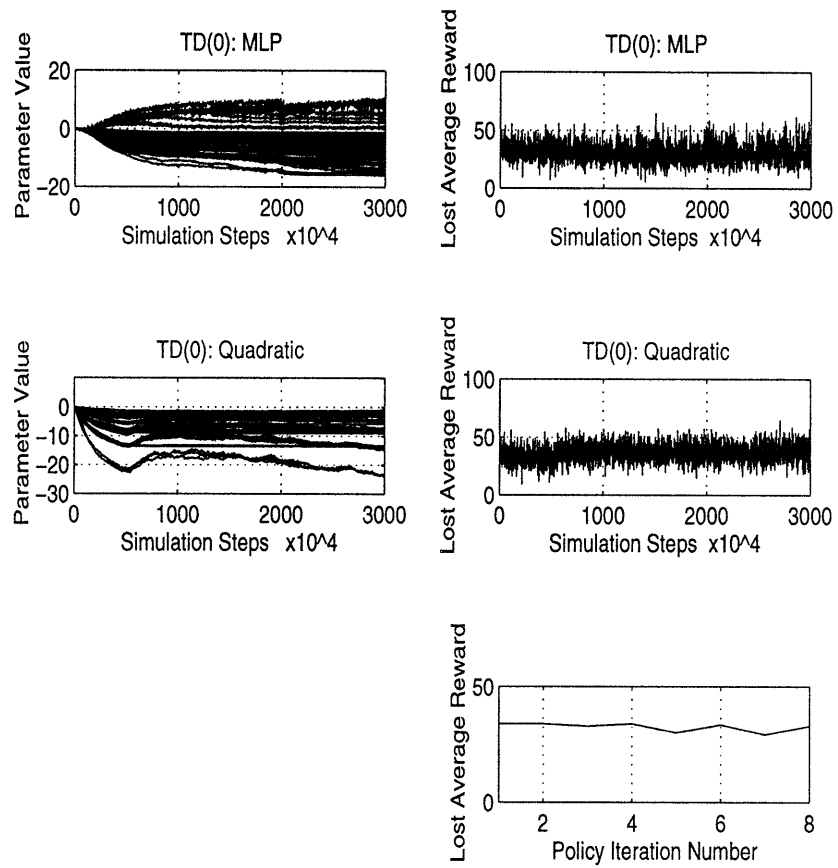 TD(0): MLP
Parameter Value
20
0
−20
0 1000 2000 3000
Simulation Steps x10^4
TD(0): MLP
Lost Average Reward
100
50
0
0 1000 2000 3000
Simulation Steps x10^4
TD(0): Quadratic
Parameter Value
0
−10
−20
−30
0 1000 2000 3000
Simulation Steps x10^4
TD(0): Quadratic
Lost Average Reward
100
50
0
0 1000 2000 3000
Simulation Steps x10^4
Lost Average Reward
50
0
2 4 6 8
Policy Iteration Number